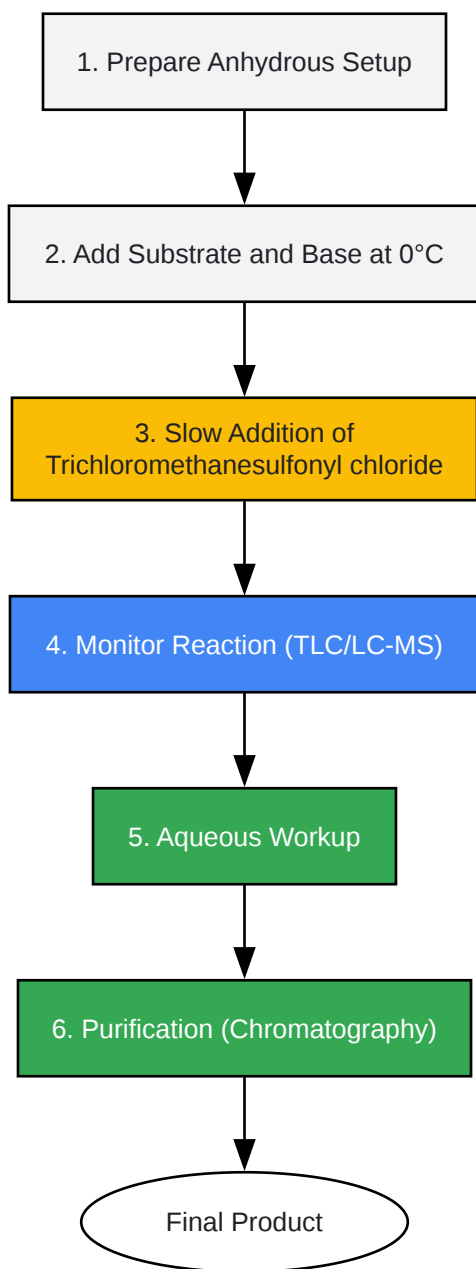 1. Prepare Anhydrous Setup
2. Add Substrate and Base at 0°C
3. Slow Addition of
Trichloromethanesulfonyl chloride
4. Monitor Reaction (TLC/LC-MS)
5. Aqueous Workup
6. Purification (Chromatography)
Final Product